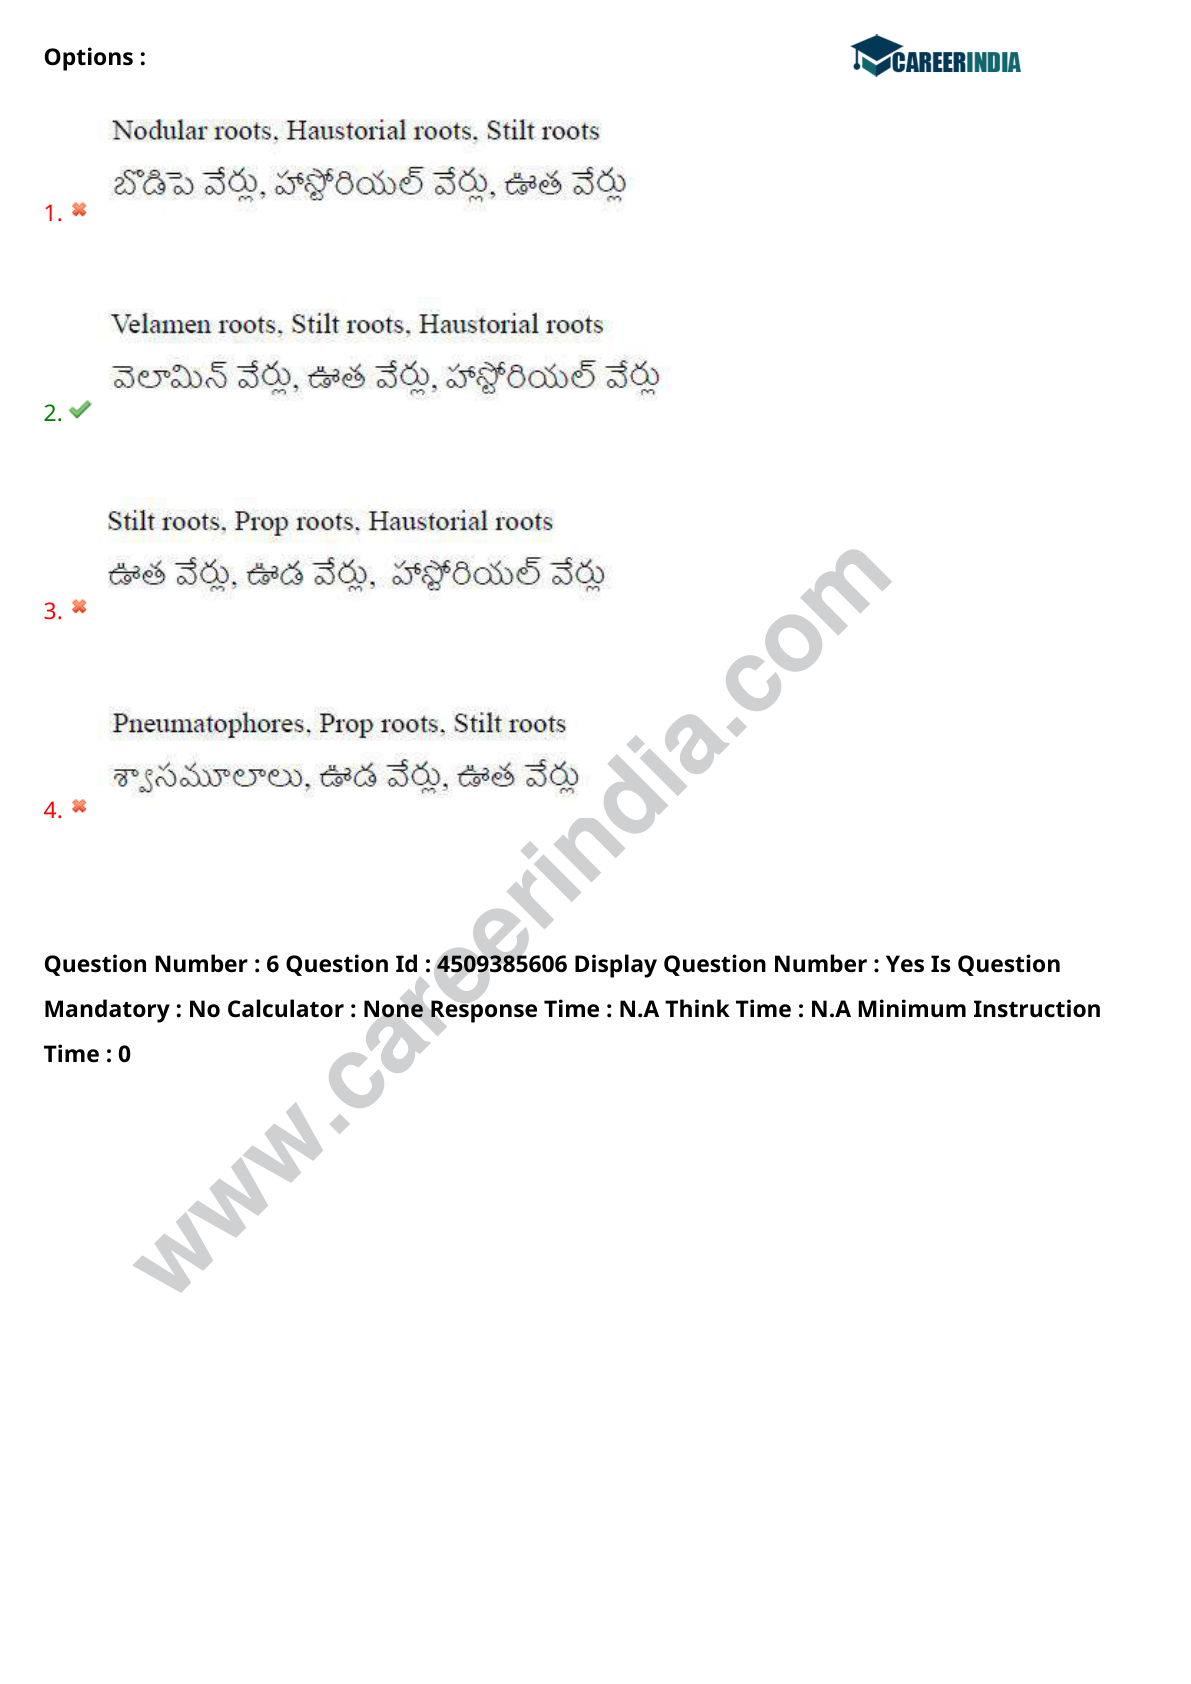 Options :
CAREERINDIA
Nodular roots, Haustorial roots, Stilt roots
బొడిపె వేర్లు, హాస్టోరియల్ వేర్లు, ఊత వేర్లు
1.
Velamen roots, Stilt roots, Haustorial roots
వెలామిన్ వేర్లు, ఊత వేర్లు, హాస్టోరియల్ వేర్లు
2.
Stilt roots, Prop roots, Haustorial roots
ఊత వేర్లు, ఊడ వేర్లు, హాస్టోరియల్ వేర్లు
3.
Pneumatophores, Prop roots, Stilt roots
శ్వాసమూలాలు, ఊడ వేర్లు, ఊత వేర్లు
4.
www.careerindia.com
Question Number : 6 Question Id : 4509385606 Display Question Number : Yes Is Question
Mandatory : No Calculator : None Response Time : N.A Think Time : N.A Minimum Instruction
Time : 0